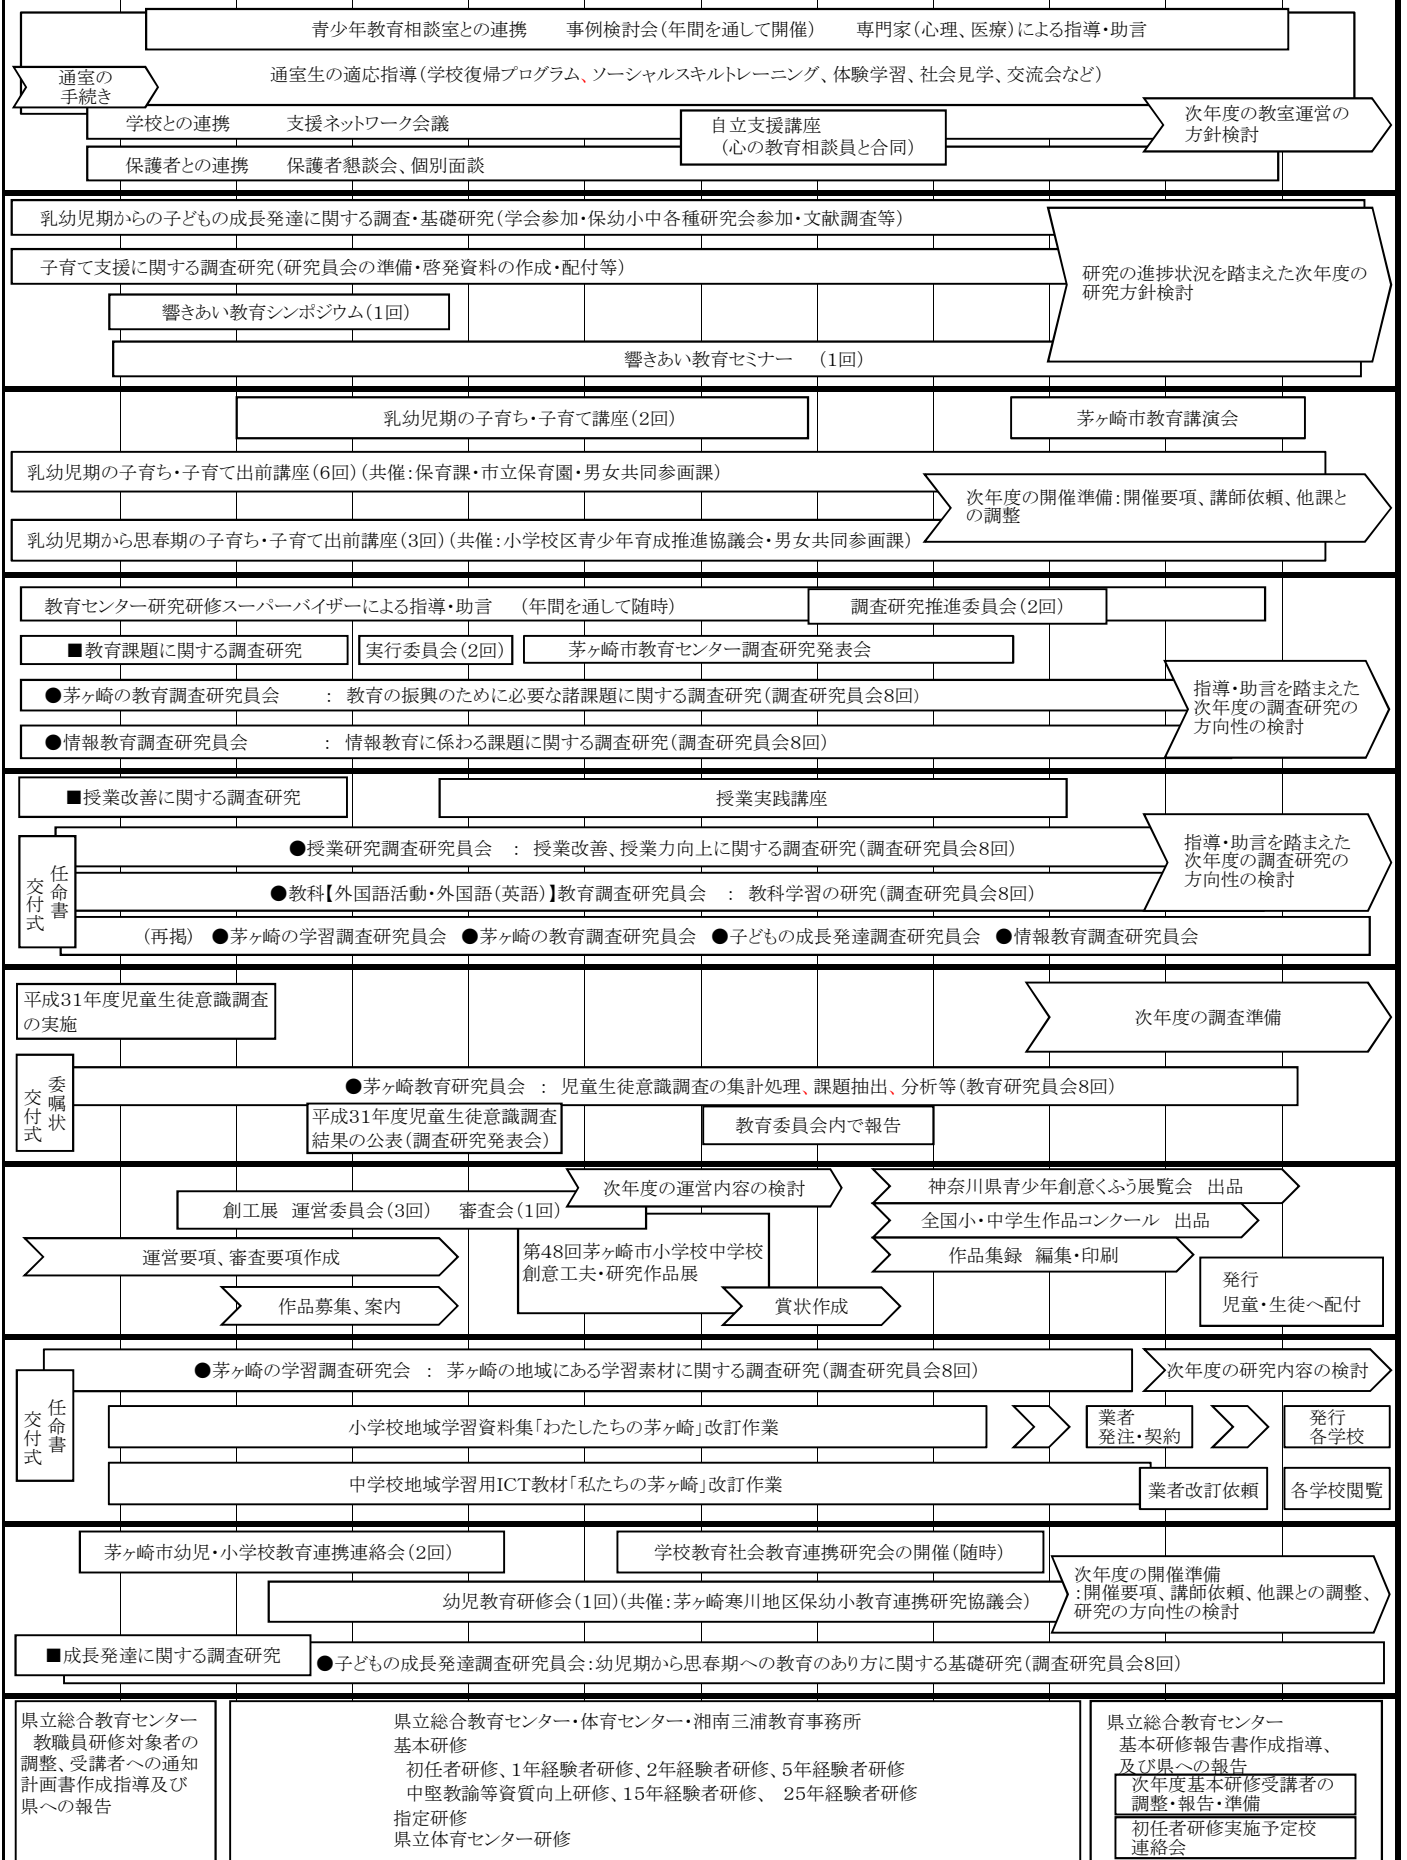 青少年教育相談室との連携　　事例検討会（年間を通して開催）　　専門家（心理、医療）による指導・助言
通室の
手続き
通室生の適応指導（学校復帰プログラム、ソーシャルスキルトレーニング、体験学習、社会見学、交流会など）
学校との連携　　　支援ネットワーク会議
自立支援講座
（心の教育相談員と合同）
次年度の教室運営の
方針検討
保護者との連携　　保護者懇談会、個別面談
乳幼児期からの子どもの成長発達に関する調査・基礎研究（学会参加・保幼小中各種研究会参加・文献調査等）
子育て支援に関する調査研究（研究員会の準備・啓発資料の作成・配付等）
研究の進捗状況を踏まえた次年度の
研究方針検討
響きあい教育シンポジウム（1回）
響きあい教育セミナー　（1回）
乳幼児期の子育ち・子育て講座（2回）
茅ヶ崎市教育講演会
乳幼児期の子育ち・子育て出前講座（6回）（共催：保育課・市立保育園・男女共同参画課）
次年度の開催準備：開催要項、講師依頼、他課と
の調整
乳幼児期から思春期の子育ち・子育て出前講座（3回）（共催：小学校区青少年育成推進協議会・男女共同参画課）
教育センター研究研修スーパーバイザーによる指導・助言　（年間を通して随時）
調査研究推進委員会（2回）
■教育課題に関する調査研究
実行委員会（2回）
茅ヶ崎市教育センター調査研究発表会
●茅ヶ崎の教育調査研究員会　　：　教育の振興のために必要な諸課題に関する調査研究（調査研究員会8回）
指導・助言を踏まえた
次年度の調査研究の
方向性の検討
●情報教育調査研究員会　　　　：　情報教育に係わる課題に関する調査研究（調査研究員会8回）
■授業改善に関する調査研究
授業実践講座
任命書
交付式
●授業研究調査研究員会　：　授業改善、授業力向上に関する調査研究（調査研究員会8回）
指導・助言を踏まえた
次年度の調査研究の
方向性の検討
●教科【外国語活動・外国語（英語）】教育調査研究員会　：　教科学習の研究（調査研究員会8回）
（再掲）　●茅ヶ崎の学習調査研究員会　●茅ヶ崎の教育調査研究員会　●子どもの成長発達調査研究員会　●情報教育調査研究員会
平成31年度児童生徒意識調査
の実施
次年度の調査準備
委嘱状
交付式
●茅ヶ崎教育研究員会　：　児童生徒意識調査の集計処理、課題抽出、分析等（教育研究員会8回）
平成31年度児童生徒意識調査
結果の公表（調査研究発表会）
教育委員会内で報告
次年度の運営内容の検討
神奈川県青少年創意くふう展覧会　出品
創工展　運営委員会（3回）　　審査会（1回）
全国小・中学生作品コンクール　出品
運営要項、審査要項作成
第48回茅ヶ崎市小学校中学校
創意工夫・研究作品展
作品集録　編集・印刷
発行
児童・生徒へ配付
作品募集、案内
賞状作成
●茅ヶ崎の学習調査研究会　：　茅ヶ崎の地域にある学習素材に関する調査研究（調査研究員会8回）
次年度の研究内容の検討
任命書
交付式
小学校地域学習資料集「わたしたちの茅ヶ崎」改訂作業
業者
発注・契約
発行
各学校
中学校地域学習用ICT教材「私たちの茅ヶ崎」改訂作業
業者改訂依頼
各学校閲覧
茅ヶ崎市幼児・小学校教育連携連絡会（2回）
学校教育社会教育連携研究会の開催（随時）
次年度の開催準備
：開催要項、講師依頼、他課との調整、
研究の方向性の検討
幼児教育研修会（1回）（共催：茅ヶ崎寒川地区保幼小教育連携研究協議会）
■成長発達に関する調査研究
●子どもの成長発達調査研究員会：幼児期から思春期への教育のあり方に関する基礎研究（調査研究員会8回）
県立総合教育センター
教職員研修対象者の
調整、受講者への通知
計画書作成指導及び
県への報告
県立総合教育センター・体育センター・湘南三浦教育事務所
基本研修
初任者研修、1年経験者研修、2年経験者研修、5年経験者研修
中堅教諭等資質向上研修、15年経験者研修、　25年経験者研修
指定研修
県立体育センター研修
県立総合教育センター
基本研修報告書作成指導、
及び県への報告
次年度基本研修受講者の
調整・報告・準備
初任者研修実施予定校
連絡会